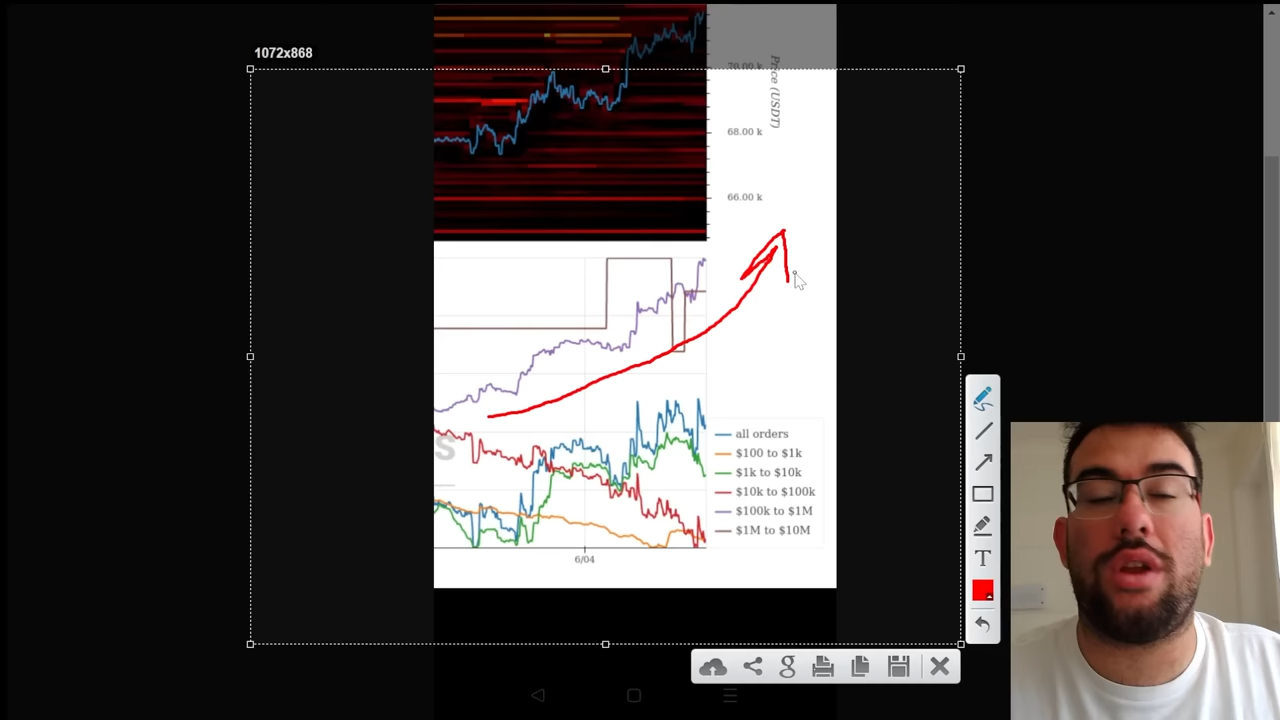 1072x868
70.00 k
Price (USDT)
68.00 k
66.00 k
S
all orders
$100 to $1k
$1k to $10k
$10k to $100k
$100k to $1M
$1M to $10M
6/04
T
g